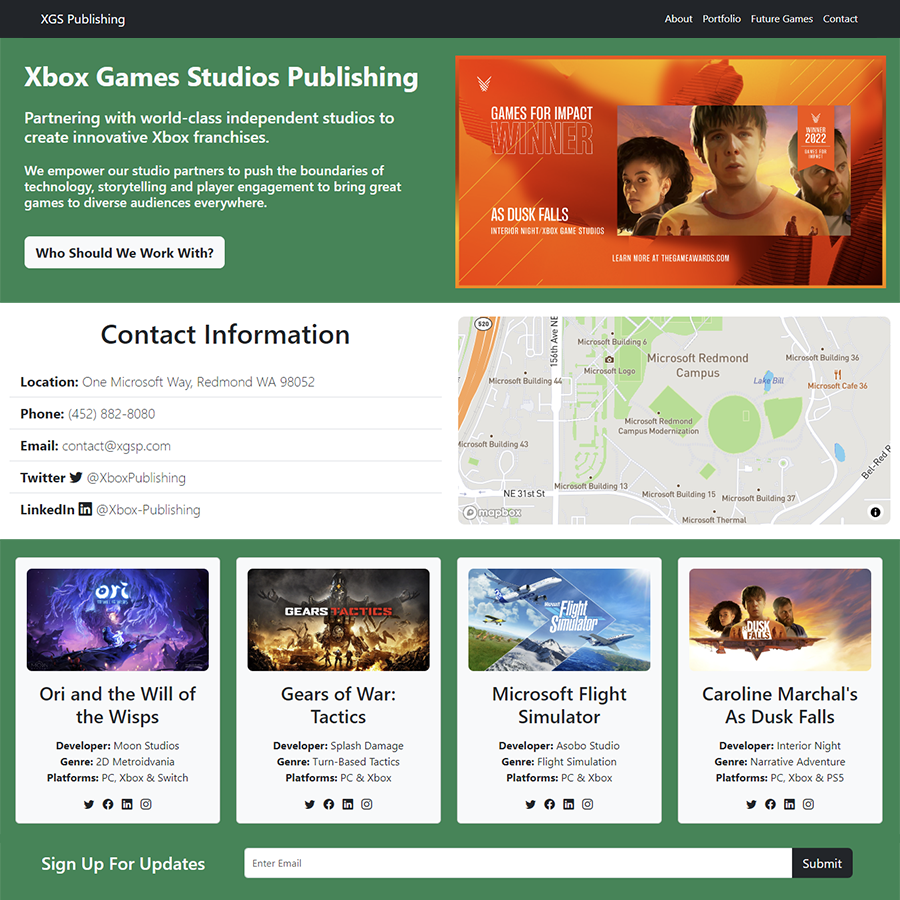 XGS Publishing
About Portfolio Future Games Contact
Xbox Games Studios Publishing
Partnering with world-class independent studios to
create innovative Xbox franchises.
We empower our studio partners to push the boundaries of
technology, storytelling and player engagement to bring great
games to diverse audiences everywhere.
Who Should We Work With?
GAMES FOR IMPACT
WINNER
AS DUSK FALLS
INTERIOR NIGHT/XBOX GAME STUDIOS
WINNER
2022
GAMES FOR
IMPACT
LEARN MORE AT THEGAMEAWARDS.COM
Contact Information
Location: One Microsoft Way, Redmond WA 98052
Phone: (452) 882-8080
Email: contact@xgsp.com
Twitter @XboxPublishing
LinkedIn @Xbox-Publishing
520
156th Ave NE
Microsoft Building 6
Microsoft Logo
Microsoft Redmond
Campus
Microsoft Building 36
Microsoft Building 44
Lake Bill
Microsoft Cafe 36
Microsoft Redmond
Campus Modernization
Microsoft Building 43
Bel-Red R
NE 31st St
Microsoft Building 13
Microsoft Building 15
Microsoft Building 37
Microsoft Thermal
mapbox
ori
Ori and the Will of
the Wisps
Developer: Moon Studios
Genre: 2D Metroidvania
Platforms: PC, Xbox & Switch
GEARS TACTICS
Gears of War:
Tactics
Developer: Splash Damage
Genre: Turn-Based Tactics
Platforms: PC & Xbox
Microsoft
Flight
Simulator
Microsoft Flight
Simulator
Developer: Asobo Studio
Genre: Flight Simulation
Platforms: PC & Xbox
DUSK
FALLS
Caroline Marchal's
As Dusk Falls
Developer: Interior Night
Genre: Narrative Adventure
Platforms: PC, Xbox & PS5
Sign Up For Updates
Enter Email
Submit